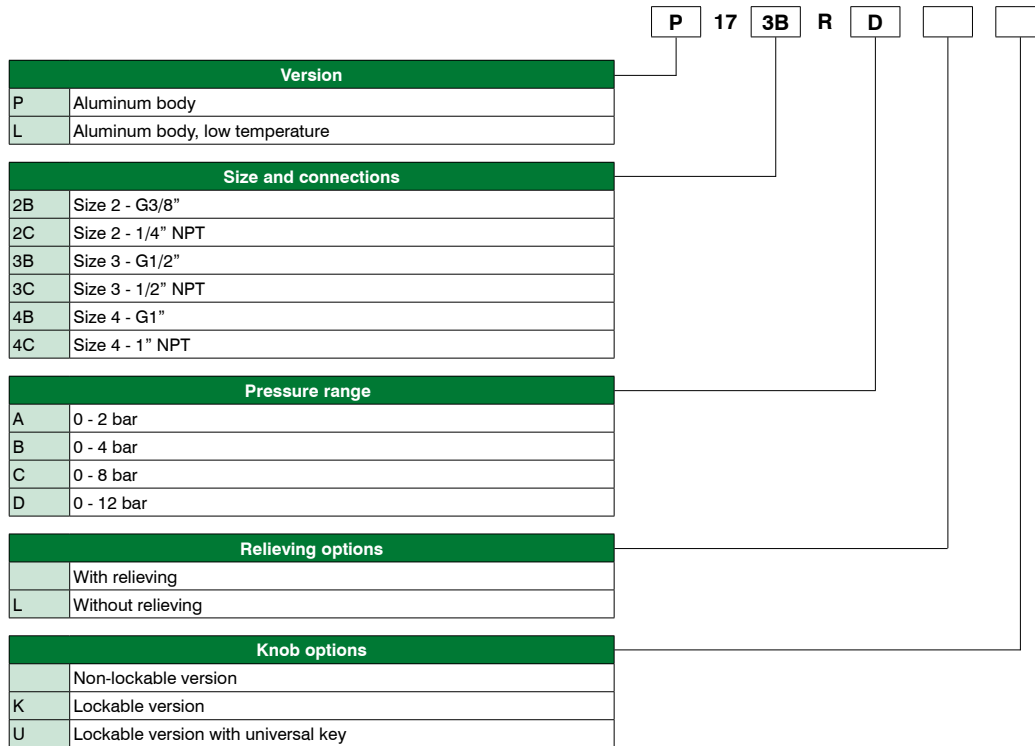 P 17 3B R D
Version
P Aluminum body
L Aluminum body, low temperature
Size and connections
2B Size 2 - G3/8”
2C Size 2 - 1/4” NPT
3B Size 3 - G1/2”
3C Size 3 - 1/2” NPT
4B Size 4 - G1”
4C Size 4 - 1” NPT
Pressure range
A 0 - 2 bar
B 0 - 4 bar
C 0 - 8 bar
D 0 - 12 bar
Relieving options
With relieving
L Without relieving
Knob options
Non-lockable version
K Lockable version
U Lockable version with universal key